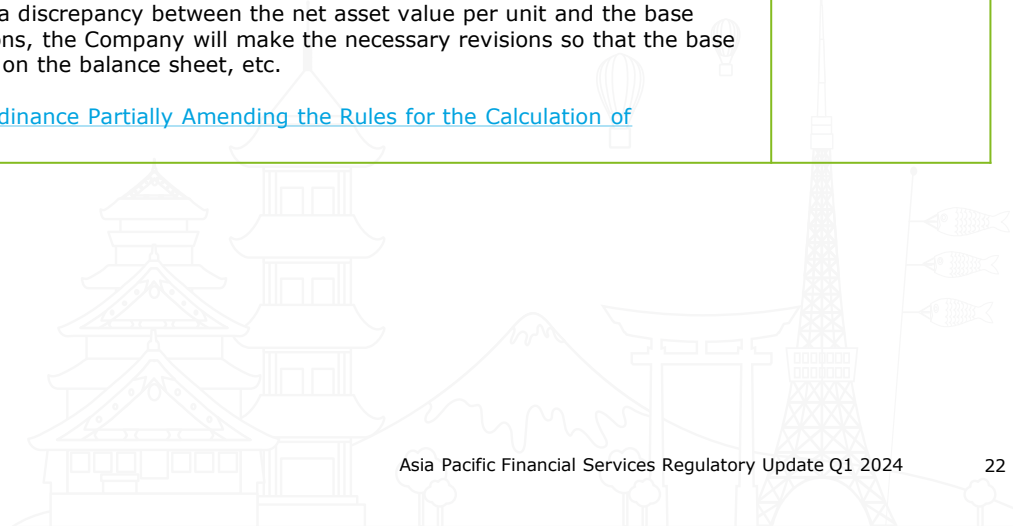 a discrepancy between the net asset value per unit and the base
ns, the Company will make the necessary revisions so that the base
on the balance sheet, etc.
dinance Partially Amending the Rules for the Calculation of
Asia Pacific Financial Services Regulatory Update Q1 2024 22